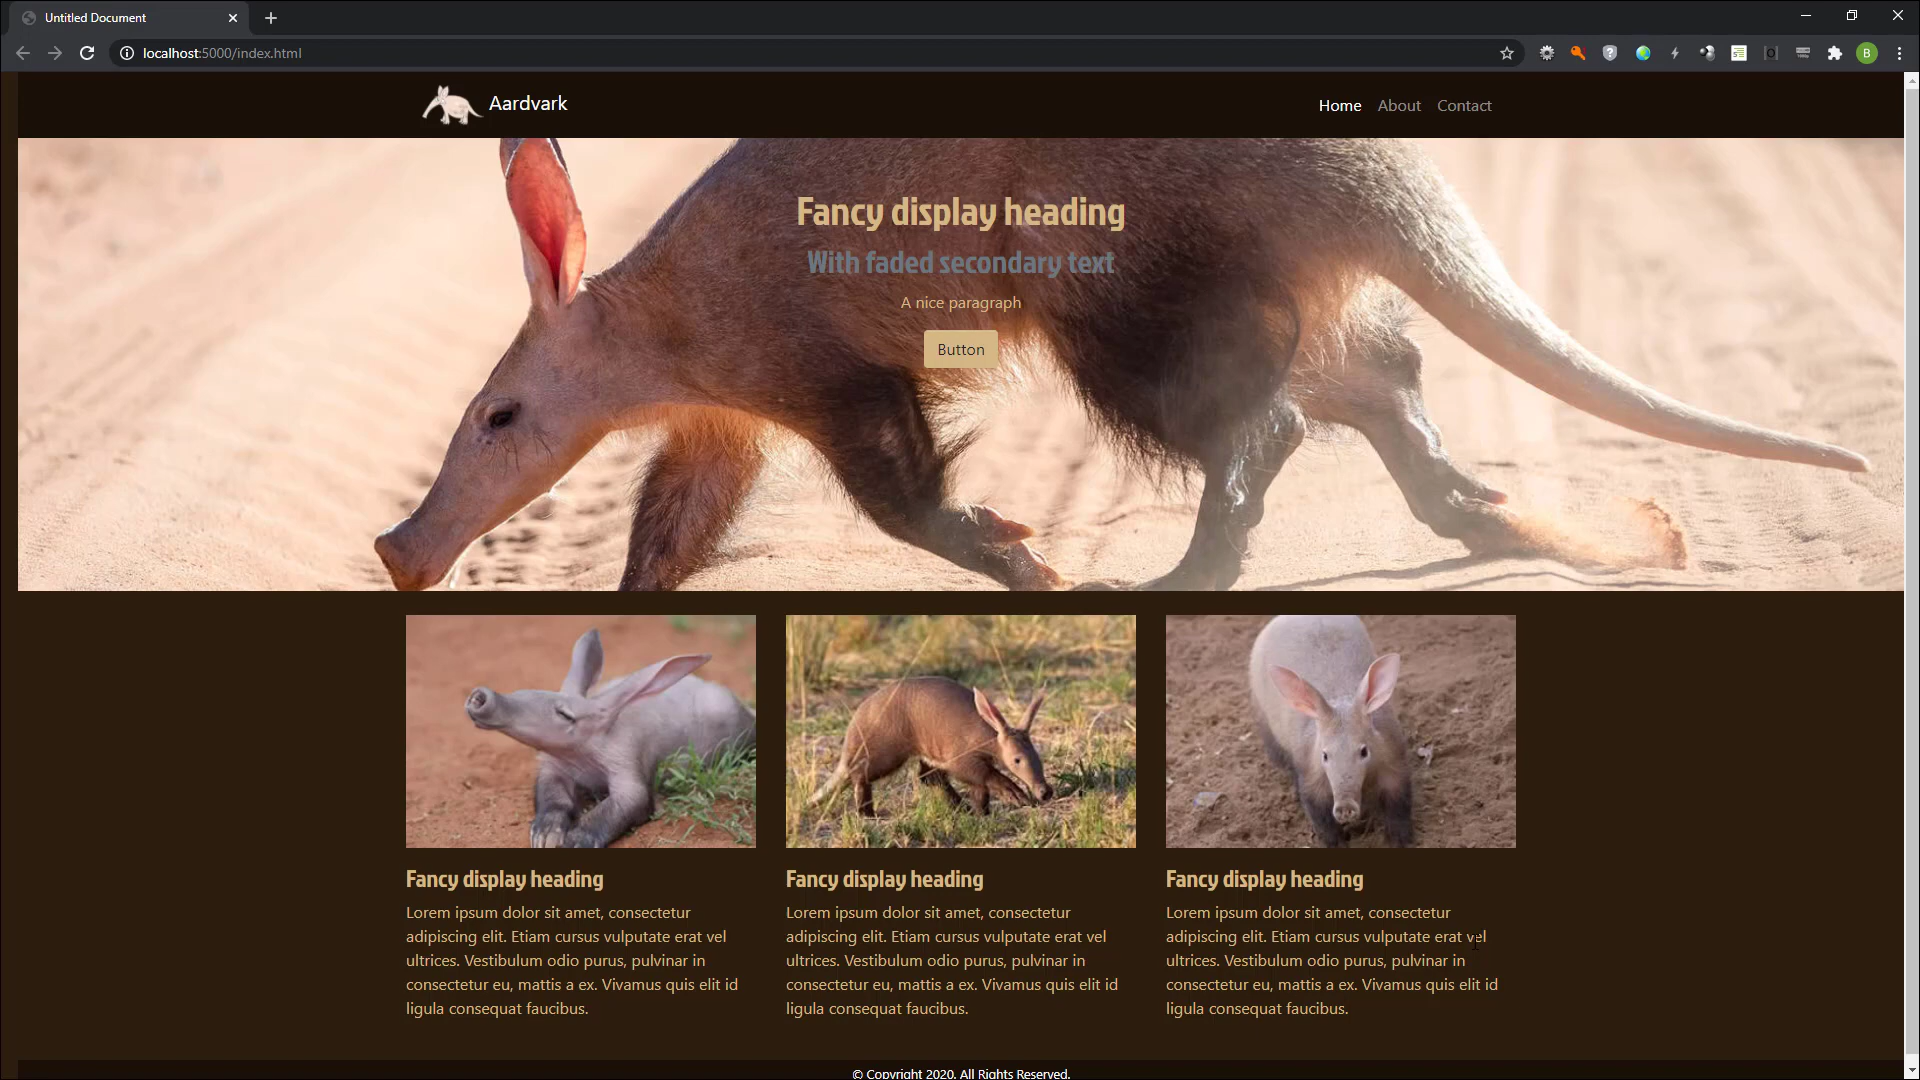 Untitled Document
localhost:5000/index.html
B
Aardvark
Home About Contact
Fancy display heading
With faded secondary text
A nice paragraph
Button
Fancy display heading
Lorem ipsum dolor sit amet, consectetur
adipiscing elit. Etiam cursus vulputate erat vel
ultrices. Vestibulum odio purus, pulvinar in
consectetur eu, mattis a ex. Vivamus quis elit id
ligula consequat faucibus.
Fancy display heading
Lorem ipsum dolor sit amet, consectetur
adipiscing elit. Etiam cursus vulputate erat vel
ultrices. Vestibulum odio purus, pulvinar in
consectetur eu, mattis a ex. Vivamus quis elit id
ligula consequat faucibus.
Fancy display heading
Lorem ipsum dolor sit amet, consectetur
adipiscing elit. Etiam cursus vulputate erat vel
ultrices. Vestibulum odio purus, pulvinar in
consectetur eu, mattis a ex. Vivamus quis elit id
ligula consequat faucibus.
© Copyright 2020. All Rights Reserved.